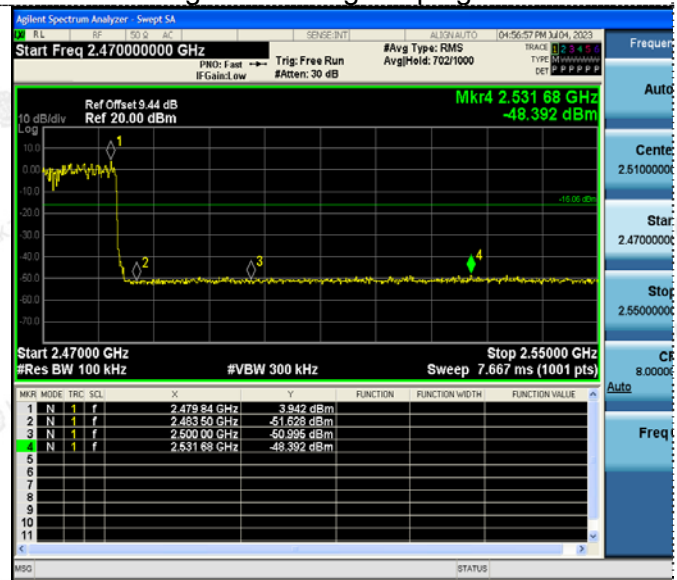 Agilent Spectrum Analyzer - Swept SA
RL RF 50 Ω AC SENSE:INT ALIGN AUTO 04:56:57 PM Jul 04, 2023
Start Freq 2.470000000 GHz #Avg Type: RMS TRACE 1 2 3 4 5 6
PNO: Fast Trig: Free Run Avg|Hold: 702/1000 TYPE M
IFGain:Low #Atten: 30 dB DET P P P P P P
Ref Offset 9.44 dB Mkr4 2.531 68 GHz
10 dB/div Ref 20.00 dBm -48.392 dBm
Log
10.0
0.00
-10.0
-20.0
-30.0
-40.0
-50.0
-60.0
-70.0
1
2
3
4
-16.06 dBm
Start 2.47000 GHz Stop 2.55000 GHz
#Res BW 100 kHz #VBW 300 kHz Sweep 7.667 ms (1001 pts)
MKR MODE TRC SCL X Y FUNCTION FUNCTION WIDTH FUNCTION VALUE
1 N 1 f 2.479 84 GHz 3.942 dBm
2 N 1 f 2.483 50 GHz -51.628 dBm
3 N 1 f 2.500 00 GHz -50.995 dBm
4 N 1 f 2.531 68 GHz -48.392 dBm
5
6
7
8
9
10
11
MSG STATUS
Frequen
Auto
Cente
2.51000000
Star
2.47000000
Stop
2.55000000
CF
8.00000
Auto
Freq